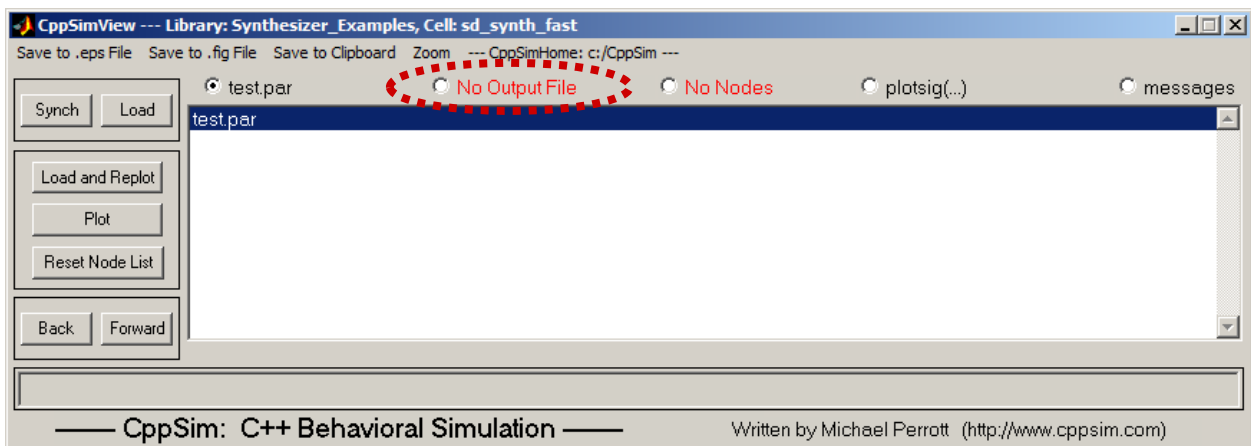 CppSimView --- Library: Synthesizer_Examples, Cell: sd_synth_fast
Save to .eps File Save to .fig File Save to Clipboard Zoom --- CppSimHome: c:/CppSim ---
test.par No Output File No Nodes plotsig(...) messages
Synch Load
test.par
Load and Replot
Plot
Reset Node List
Back Forward
CppSim: C++ Behavioral Simulation
Written by Michael Perrott (http://www.cppsim.com)